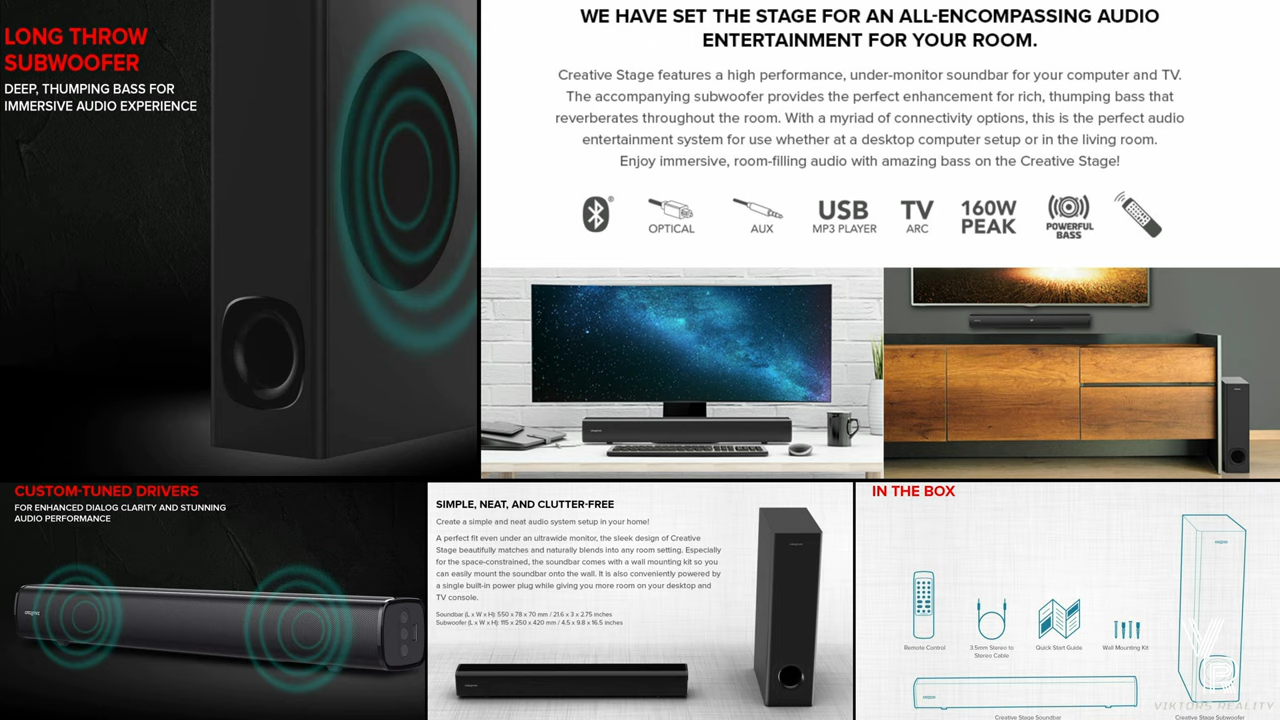 LONG THROW
SUBWOOFER
DEEP, THUMPING BASS FOR
IMMERSIVE AUDIO EXPERIENCE
WE HAVE SET THE STAGE FOR AN ALL-ENCOMPASSING AUDIO
ENTERTAINMENT FOR YOUR ROOM.
Creative Stage features a high performance, under-monitor soundbar for your computer and TV.
The accompanying subwoofer provides the perfect enhancement for rich, thumping bass that
reverberates throughout the room. With a myriad of connectivity options, this is the perfect audio
entertainment system for use whether at a desktop computer setup or in the living room.
Enjoy immersive, room-filling audio with amazing bass on the Creative Stage!
OPTICAL
AUX
USB
MP3 PLAYER
TV
ARC
160W
PEAK
POWERFUL
BASS
CUSTOM-TUNED DRIVERS
FOR ENHANCED DIALOG CLARITY AND STUNNING
AUDIO PERFORMANCE
SIMPLE, NEAT, AND CLUTTER-FREE
Create a simple and neat audio system setup in your home!
A perfect fit even under an ultrawide monitor, the sleek design of Creative
Stage beautifully matches and naturally blends into any room setting. Especially
for the space-constrained, the soundbar comes with a wall mounting kit so you
can easily mount the soundbar onto the wall. It is also conveniently powered by
a single built-in power plug while giving you more room on your desktop and
TV console.
Soundbar (L x W x H): 550 x 78 x 70 mm / 21.6 x 3 x 2.75 inches
Subwoofer (L x W x H): 115 x 250 x 420 mm / 4.5 x 9.8 x 16.5 inches
IN THE BOX
Remote Control
3.5mm Stereo to
Stereo Cable
Quick Start Guide
Wall Mounting Kit
Creative Stage Soundbar
Creative Stage Subwoofer
VIKTORS REALITY